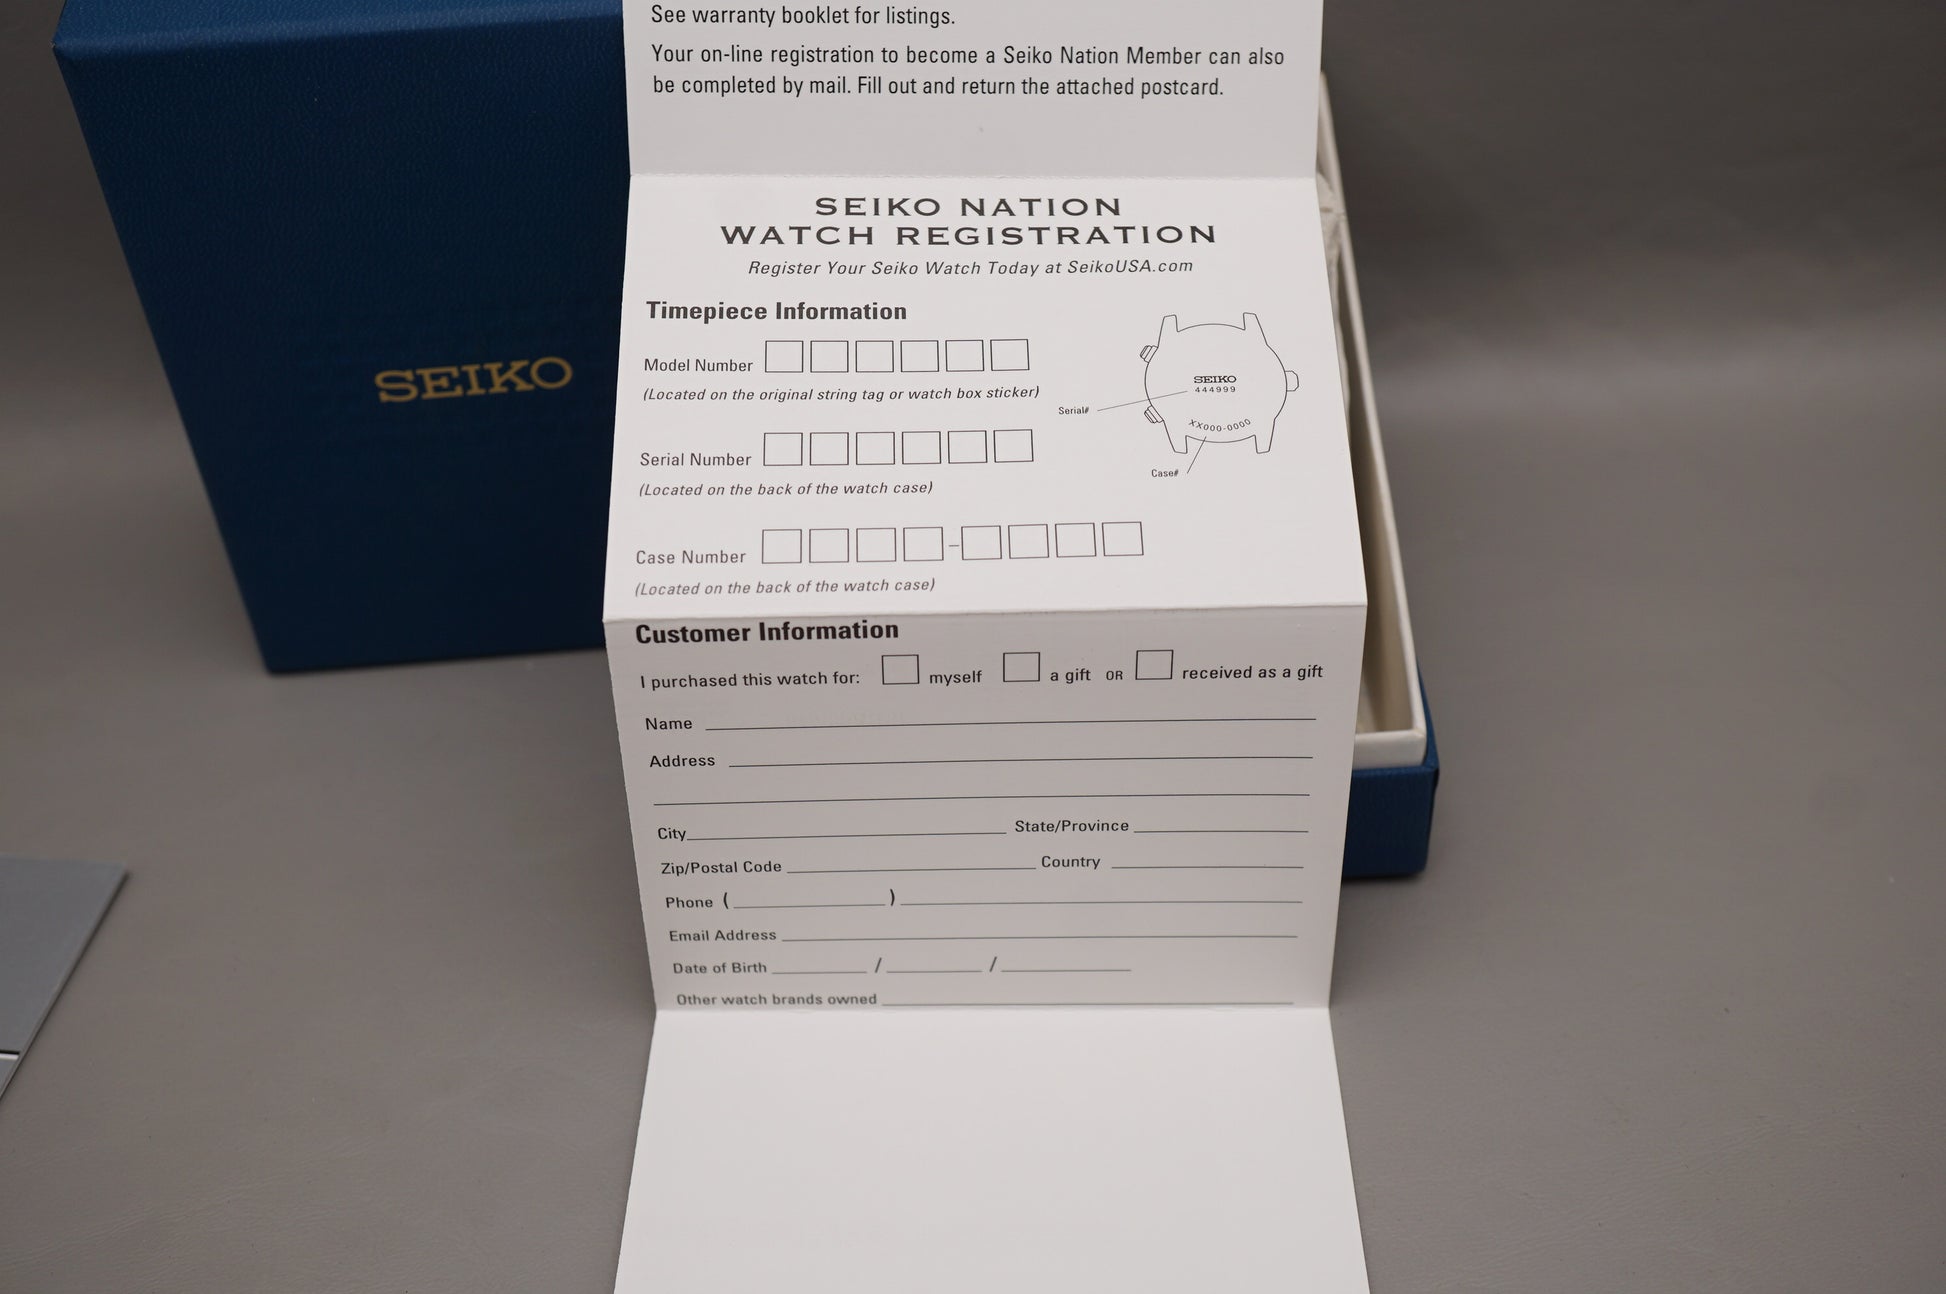 See warranty booklet for listings.
Your on-line registration to become a Seiko Nation Member can also
be completed by mail. Fill out and return the attached postcard.
SEIKO NATION
WATCH REGISTRATION
Register Your Seiko Watch Today at SeikoUSA.com
Timepiece Information
Model Number
(Located on the original string tag or watch box sticker)
Serial Number
(Located on the back of the watch case)
Case Number –
(Located on the back of the watch case)
SEIKO
444999
Serial#
XX000-0000
Case#
Customer Information
I purchased this watch for: myself a gift OR received as a gift
Name
Address
City State/Province
Zip/Postal Code Country
Phone ( )
Email Address
Date of Birth / /
Other watch brands owned
SEIKO